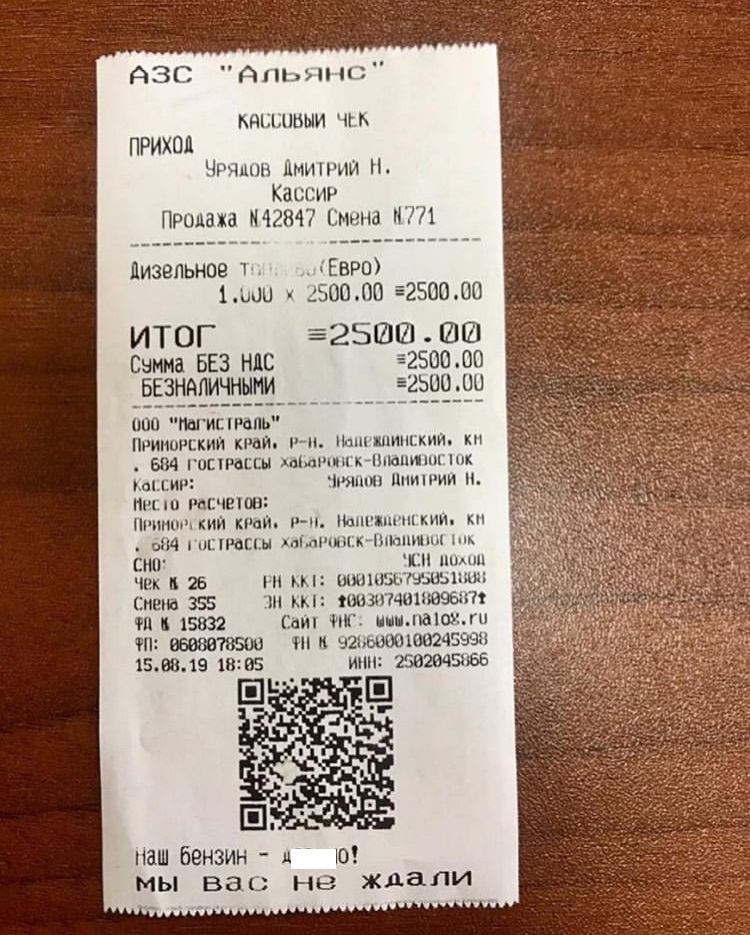 АЗС "Альянс"
КАССОВЫЙ ЧЕК
ПРИХОД
Урядов Дмитрий Н.
Кассир
Продажа №42847 Смена №771
Дизельное (Евро)
1.000 х 2500.00 ≡2500.00
ИТОГ ≡2500.00
Сумма БЕЗ НДС ≡2500.00
БЕЗНАЛИЧНЫМИ ≡2500.00
ООО "Магистраль"
Приморский край, р-н. Надеждинский, км
. 684 гострассы Хабаровск-Владивосток
Кассир: Урядов Дмитрий Н.
Место расчетов:
Приморский край, р-н. Надежденский, км
. 684 гострассы Хабаровск-Владивосток
СНО: УСН доход
Чек № 26 РН ККТ: 0001056795051808
Смена 355 ЗН ККТ: ↑00307401809687↑
ФД № 15832 Сайт ФНС: www.nalog.ru
ФП: 0608078500 ФН № 9286000100245998
15.08.19 18:05 ИНН: 2502045866
Наш бензин - !
мы вас не ждали